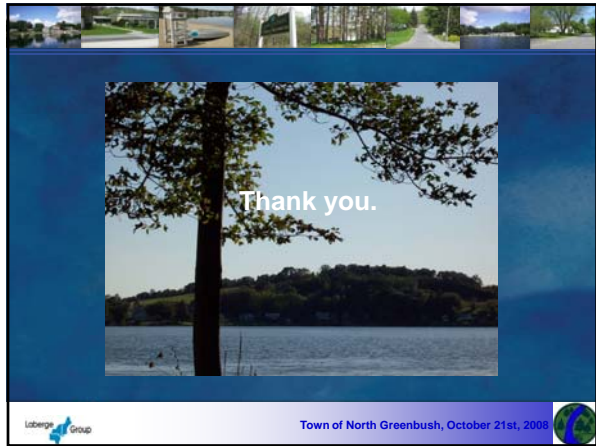 Thank you.
Laberge Group
Town of North Greenbush, October 21st, 2008